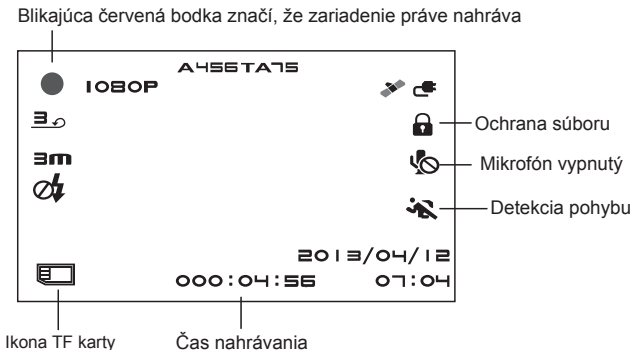 Blikajúca červená bodka značí, že zariadenie práve nahráva
A456TA75
1080P
3
Ochrana súboru
3m
Mikrofón vypnutý
Detekcia pohybu
2013/04/12
000:04:56
07:04
Ikona TF karty
Čas nahrávania